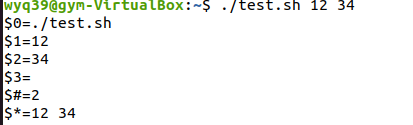 wyq39@gym-VirtualBox:~$ ./test.sh 12 34
$0=./test.sh
$1=12
$2=34
$3=
$#=2
$*=12 34